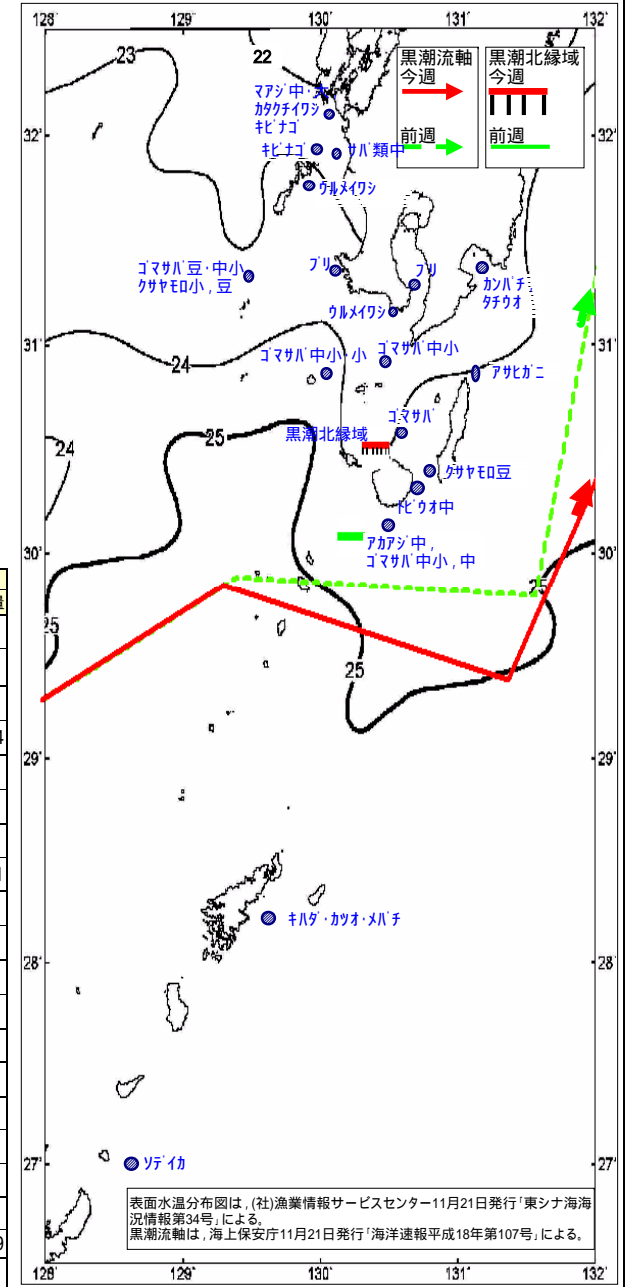 128゜
129゜
130゜
131゜
132゜
23
22
黒潮流軸
今週
前週
黒潮北縁域
今週
前週
カタクチイワシ
キビナゴ
32゜
32゜
キビナゴ
サバ類中
ウルメイワシ
ゴマサバ豆・中小
クサヤモロ小,豆
ブリ
ブリ
カンパチ
タチウオ
ウルメイワシ
31゜
31゜
24
ゴマサバ中小・小
ゴマサバ中小
アサヒガニ
25
24
黒潮北縁域
ゴマサバ
クサヤモロ豆
トビウオ中
30゜
30゜
アカアジ中,
ゴマサバ中小,中
25
25
25
29゜
29゜
キハダ・カツオ・メバチ
28゜
28゜
27゜
27゜
ソデイカ
表面水温分布図は,(社)漁業情報サービスセンター11月21日発行「東シナ海海
況情報第34号」による。
黒潮流軸は,海上保安庁11月21日発行「海洋速報平成18年第107号」による。
128゜
129゜
130゜
131゜
132゜